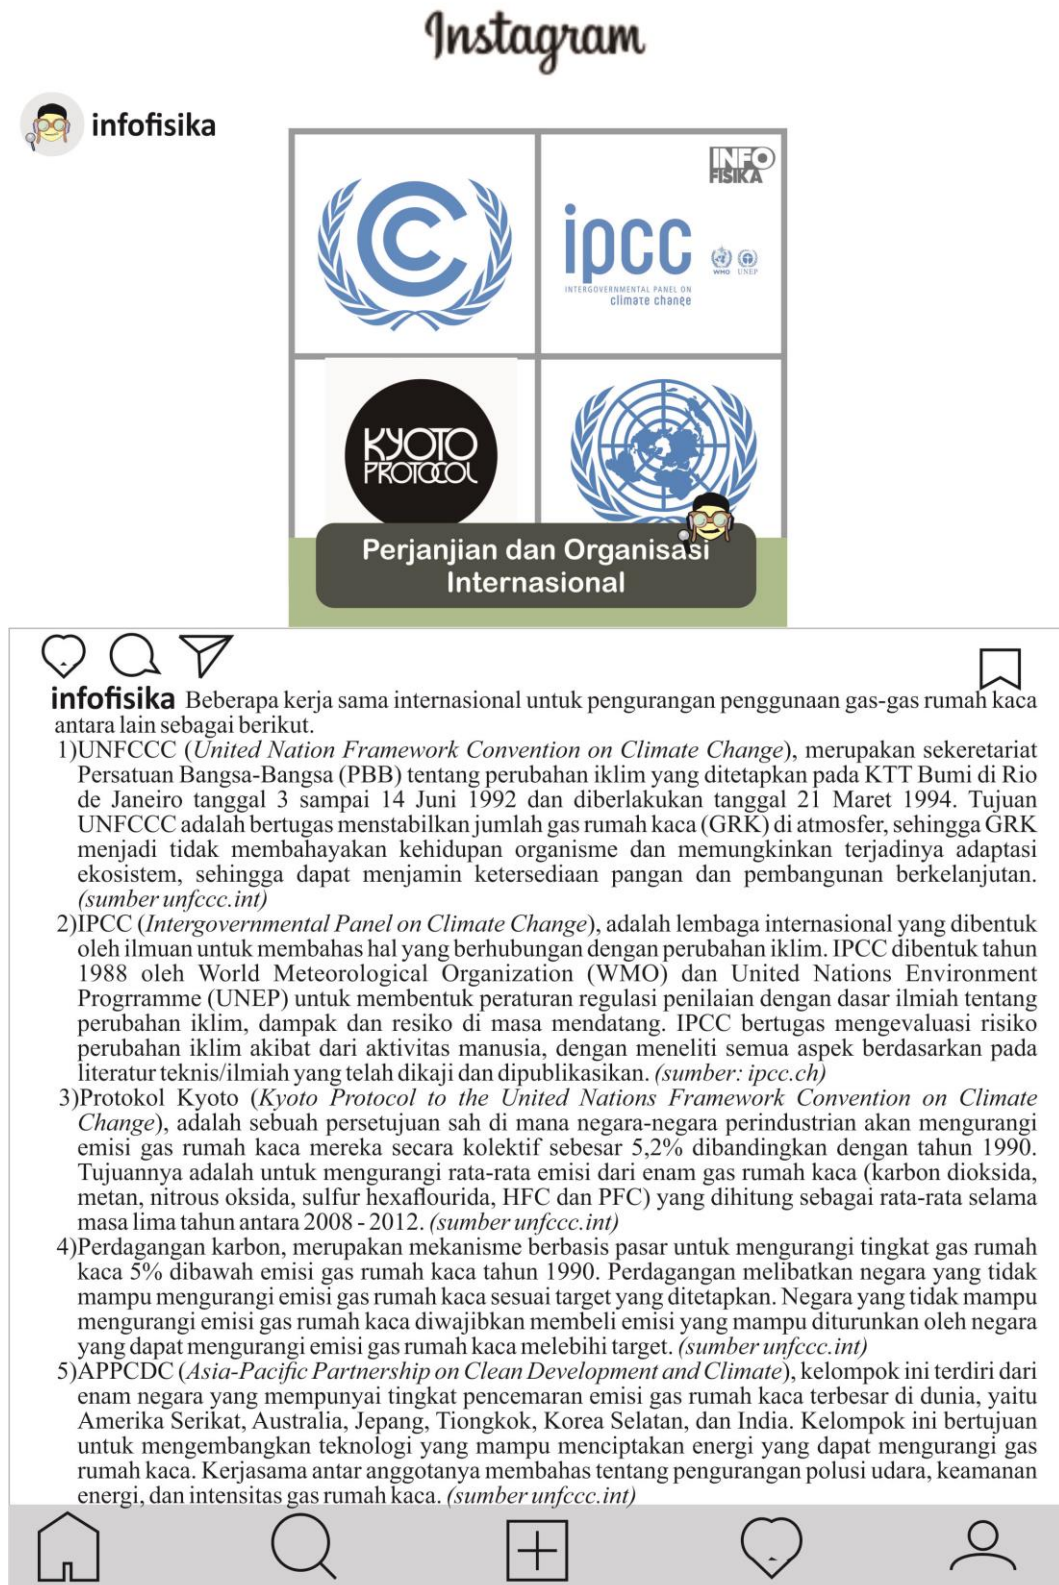 Instagram
infofisika
INFO
FISIKA
ipcc
WMO UNEP
INTERGOVERNMENTAL PANEL ON
climate change
KYOTO
PROTOCOL
Perjanjian dan Organisasi
Internasional
infofisika Beberapa kerja sama internasional untuk pengurangan penggunaan gas-gas rumah kaca
antara lain sebagai berikut.
1)UNFCCC (United Nation Framework Convention on Climate Change), merupakan sekeretariat
Persatuan Bangsa-Bangsa (PBB) tentang perubahan iklim yang ditetapkan pada KTT Bumi di Rio
de Janeiro tanggal 3 sampai 14 Juni 1992 dan diberlakukan tanggal 21 Maret 1994. Tujuan
UNFCCC adalah bertugas menstabilkan jumlah gas rumah kaca (GRK) di atmosfer, sehingga GRK
menjadi tidak membahayakan kehidupan organisme dan memungkinkan terjadinya adaptasi
ekosistem, sehingga dapat menjamin ketersediaan pangan dan pembangunan berkelanjutan.
(sumber unfccc.int)
2)IPCC (Intergovernmental Panel on Climate Change), adalah lembaga internasional yang dibentuk
oleh ilmuan untuk membahas hal yang berhubungan dengan perubahan iklim. IPCC dibentuk tahun
1988 oleh World Meteorological Organization (WMO) dan United Nations Environment
Progrramme (UNEP) untuk membentuk peraturan regulasi penilaian dengan dasar ilmiah tentang
perubahan iklim, dampak dan resiko di masa mendatang. IPCC bertugas mengevaluasi risiko
perubahan iklim akibat dari aktivitas manusia, dengan meneliti semua aspek berdasarkan pada
literatur teknis/ilmiah yang telah dikaji dan dipublikasikan. (sumber: ipcc.ch)
3)Protokol Kyoto (Kyoto Protocol to the United Nations Framework Convention on Climate
Change), adalah sebuah persetujuan sah di mana negara-negara perindustrian akan mengurangi
emisi gas rumah kaca mereka secara kolektif sebesar 5,2% dibandingkan dengan tahun 1990.
Tujuannya adalah untuk mengurangi rata-rata emisi dari enam gas rumah kaca (karbon dioksida,
metan, nitrous oksida, sulfur hexaflourida, HFC dan PFC) yang dihitung sebagai rata-rata selama
masa lima tahun antara 2008 - 2012. (sumber unfccc.int)
4)Perdagangan karbon, merupakan mekanisme berbasis pasar untuk mengurangi tingkat gas rumah
kaca 5% dibawah emisi gas rumah kaca tahun 1990. Perdagangan melibatkan negara yang tidak
mampu mengurangi emisi gas rumah kaca sesuai target yang ditetapkan. Negara yang tidak mampu
mengurangi emisi gas rumah kaca diwajibkan membeli emisi yang mampu diturunkan oleh negara
yang dapat mengurangi emisi gas rumah kaca melebihi target. (sumber unfccc.int)
5)APPCDC (Asia-Pacific Partnership on Clean Development and Climate), kelompok ini terdiri dari
enam negara yang mempunyai tingkat pencemaran emisi gas rumah kaca terbesar di dunia, yaitu
Amerika Serikat, Australia, Jepang, Tiongkok, Korea Selatan, dan India. Kelompok ini bertujuan
untuk mengembangkan teknologi yang mampu menciptakan energi yang dapat mengurangi gas
rumah kaca. Kerjasama antar anggotanya membahas tentang pengurangan polusi udara, keamanan
energi, dan intensitas gas rumah kaca. (sumber unfccc.int)